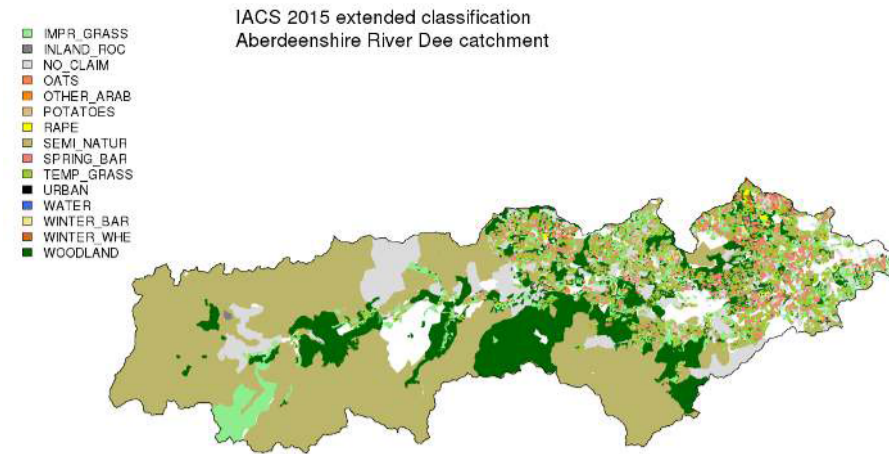 IACS 2015 extended classification
Aberdeenshire River Dee catchment
IMPR_GRASS
INLAND_ROC
NO_CLAIM
OATS
OTHER_ARAB
POTATOES
RAPE
SEMI_NATUR
SPRING_BAR
TEMP_GRASS
URBAN
WATER
WINTER_BAR
WINTER_WHE
WOODLAND